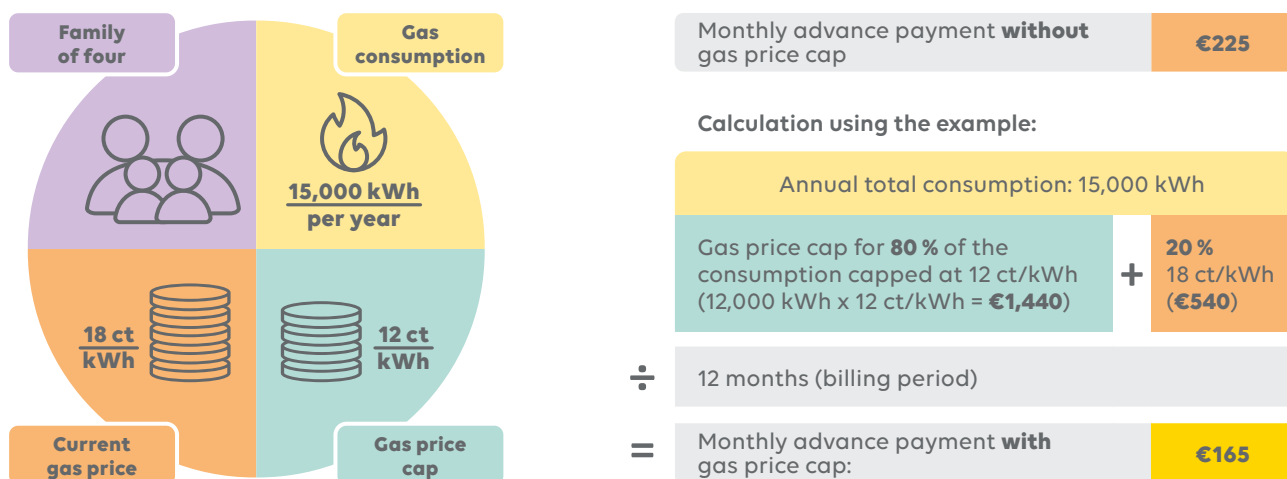 Family
of four
Gas
consumption
15,000 kWh
per year
18 ct
kWh
12 ct
kWh
Current
gas price
Gas price
cap
Monthly advance payment without
gas price cap
€225
Calculation using the example:
Annual total consumption: 15,000 kWh
Gas price cap for 80 % of the
consumption capped at 12 ct/kWh
(12,000 kWh x 12 ct/kWh = €1,440)
+
20 %
18 ct/kWh
(€540)
÷
12 months (billing period)
=
Monthly advance payment with
gas price cap:
€165